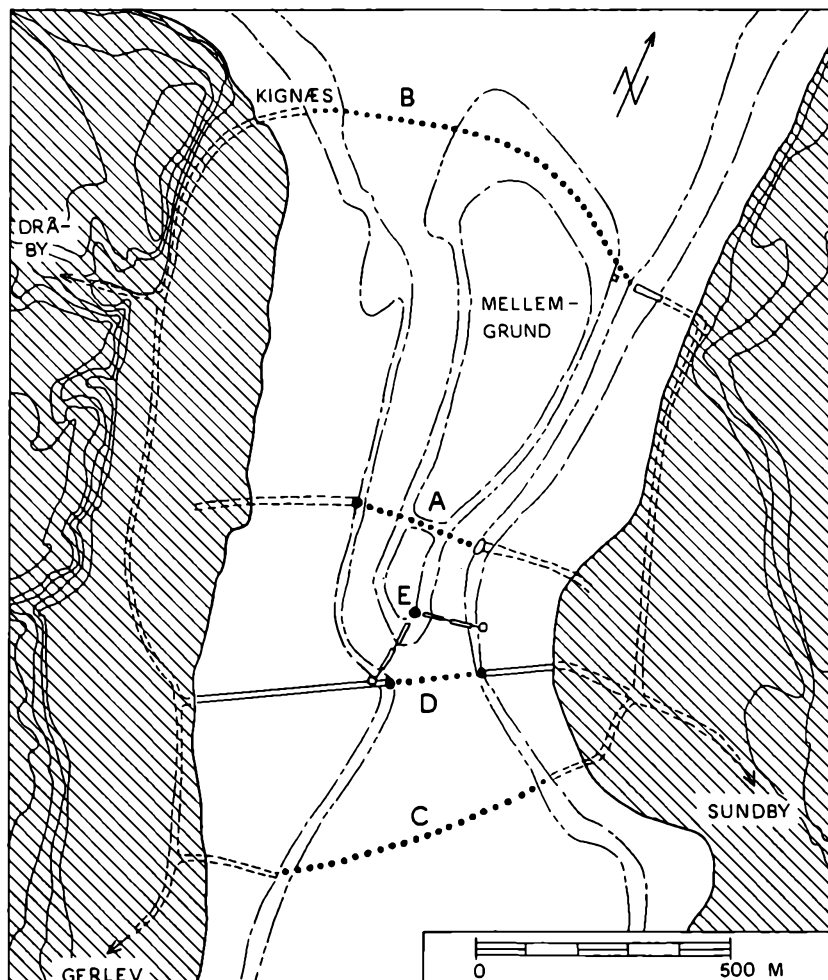 KIGNÆS
B
N
DRÅ-
BY
MELLEM-
GRUND
A
E
D
C
SUNDBY
GERLEV
0 500 M